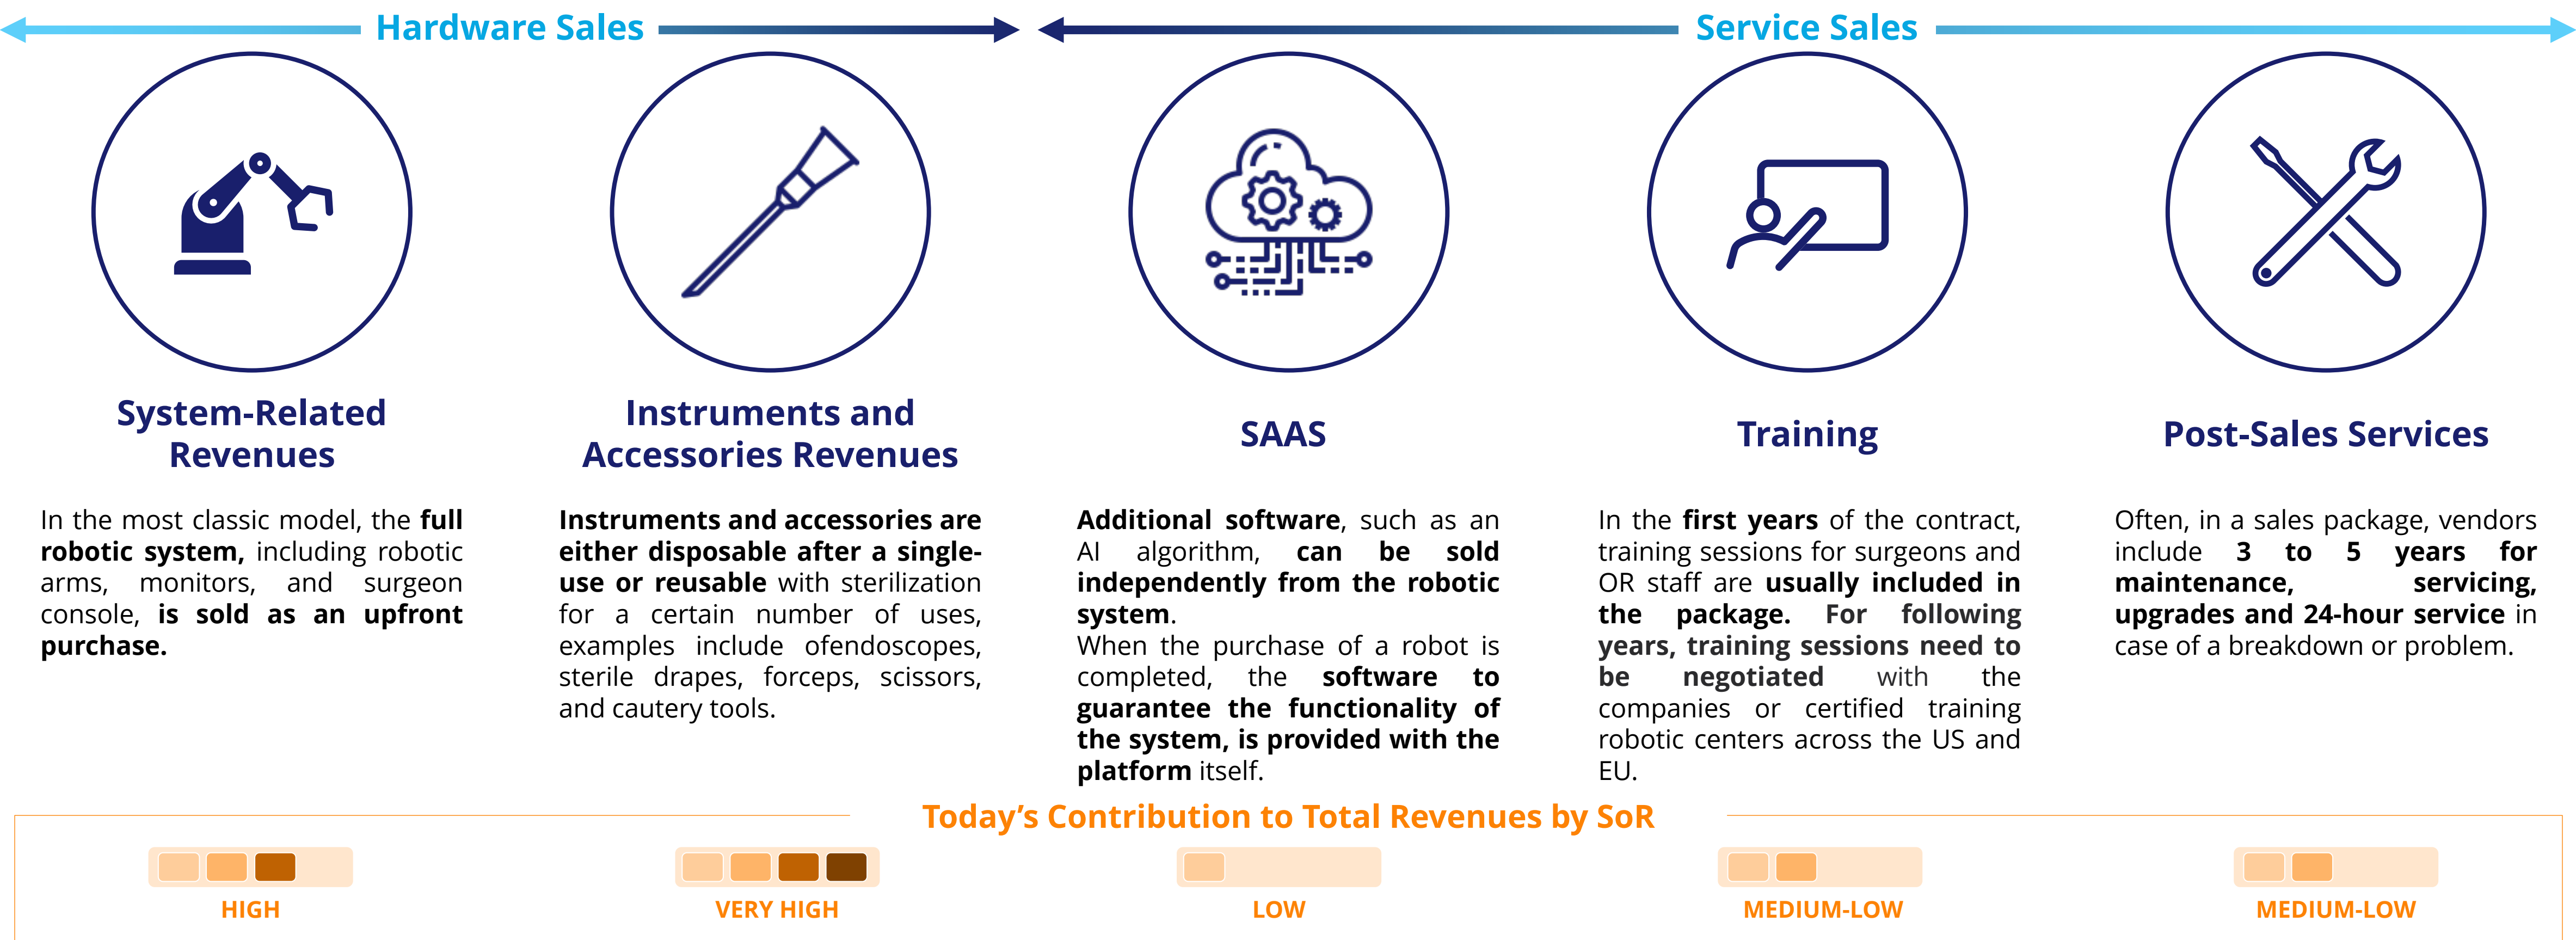 Hardware Sales
Service Sales
System-Related
Revenues
In the most classic model, the full
robotic system, including robotic
arms, monitors, and surgeon
console, is sold as an upfront
purchase.
Instruments and
Accessories Revenues
Instruments and accessories are
either disposable after a single-
use or reusable with sterilization
for a certain number of uses,
examples include ofendoscopes,
sterile drapes, forceps, scissors,
and cautery tools.
SAAS
Additional software, such as an
AI algorithm, can be sold
independently from the robotic
system.
When the purchase of a robot is
completed, the software to
guarantee the functionality of
the system, is provided with the
platform itself.
Training
In the first years of the contract,
training sessions for surgeons and
OR staff are usually included in
the package. For following
years, training sessions need to
be negotiated with the
companies or certified training
robotic centers across the US and
EU.
Post-Sales Services
Often, in a sales package, vendors
include 3 to 5 years for
maintenance, servicing,
upgrades and 24-hour service in
case of a breakdown or problem.
Today’s Contribution to Total Revenues by SoR
HIGH
VERY HIGH
LOW
MEDIUM-LOW
MEDIUM-LOW